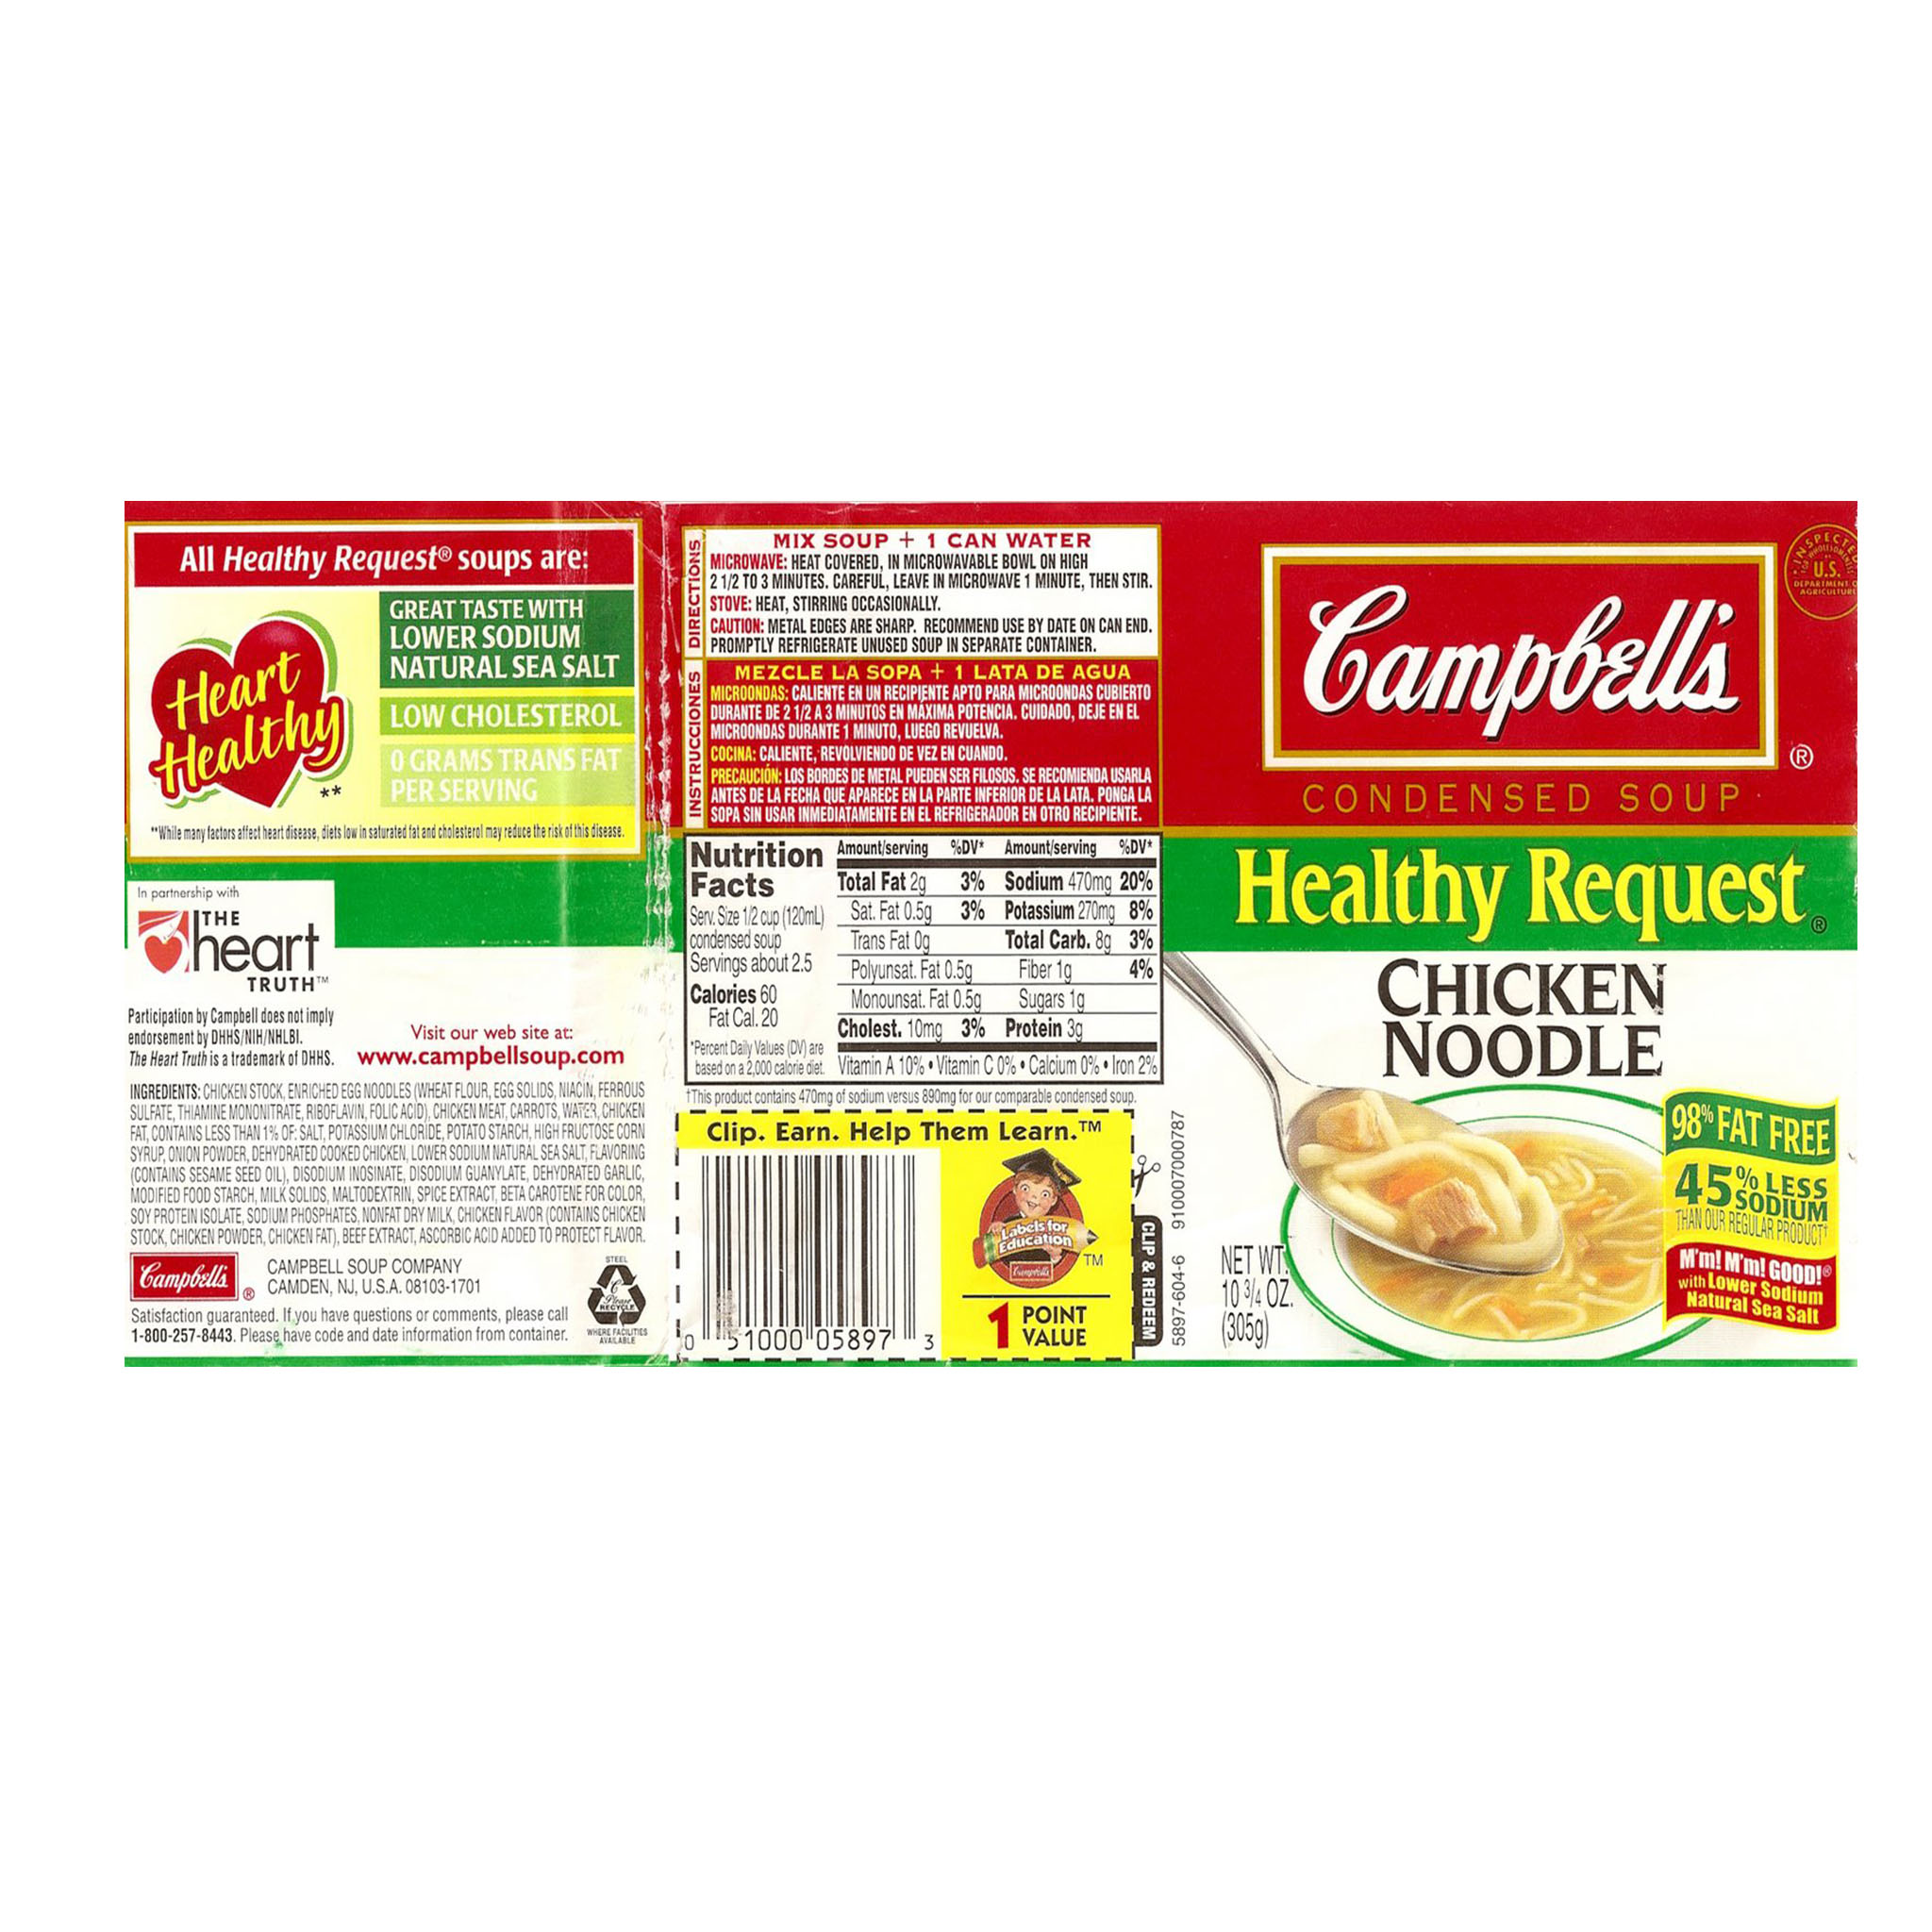 All Healthy Request® soups are:
Heart
Healthy
**
GREAT TASTE WITH
LOWER SODIUM
NATURAL SEA SALT
LOW CHOLESTEROL
0 GRAMS TRANS FAT
PER SERVING
**While many factors affect heart disease, diets low in saturated fat and cholesterol may reduce the risk of this disease.
In partnership with
THE
heart
TRUTH™
Participation by Campbell does not imply
endorsement by DHHS/NIH/NHLBI.
The Heart Truth is a trademark of DHHS.
Visit our web site at:
www.campbellsoup.com
INGREDIENTS: CHICKEN STOCK, ENRICHED EGG NOODLES (WHEAT FLOUR, EGG SOLIDS, NIACIN, FERROUS
SULFATE, THIAMINE MONONITRATE, RIBOFLAVIN, FOLIC ACID), CHICKEN MEAT, CARROTS, WATER, CHICKEN
FAT, CONTAINS LESS THAN 1% OF: SALT, POTASSIUM CHLORIDE, POTATO STARCH, HIGH FRUCTOSE CORN
SYRUP, ONION POWDER, DEHYDRATED COOKED CHICKEN, LOWER SODIUM NATURAL SEA SALT, FLAVORING
(CONTAINS SESAME SEED OIL), DISODIUM INOSINATE, DISODIUM GUANYLATE, DEHYDRATED GARLIC,
MODIFIED FOOD STARCH, MILK SOLIDS, MALTODEXTRIN, SPICE EXTRACT, BETA CAROTENE FOR COLOR,
SOY PROTEIN ISOLATE, SODIUM PHOSPHATES, NONFAT DRY MILK, CHICKEN FLAVOR (CONTAINS CHICKEN
STOCK, CHICKEN POWDER, CHICKEN FAT), BEEF EXTRACT, ASCORBIC ACID ADDED TO PROTECT FLAVOR.
Campbell's®
CAMPBELL SOUP COMPANY
CAMDEN, NJ, U.S.A. 08103-1701
Satisfaction guaranteed. If you have questions or comments, please call
1-800-257-8443. Please have code and date information from container.
STEEL
Please
RECYCLE
WHERE FACILITIES
AVAILABLE
DIRECTIONS
MIX SOUP + 1 CAN WATER
MICROWAVE: HEAT COVERED, IN MICROWAVABLE BOWL ON HIGH
2 1/2 TO 3 MINUTES. CAREFUL, LEAVE IN MICROWAVE 1 MINUTE, THEN STIR.
STOVE: HEAT, STIRRING OCCASIONALLY.
CAUTION: METAL EDGES ARE SHARP. RECOMMEND USE BY DATE ON CAN END.
PROMPTLY REFRIGERATE UNUSED SOUP IN SEPARATE CONTAINER.
INSTRUCCIONES
MEZCLE LA SOPA + 1 LATA DE AGUA
MICROONDAS: CALIENTE EN UN RECIPIENTE APTO PARA MICROONDAS CUBIERTO
DURANTE DE 2 1/2 A 3 MINUTOS EN MÁXIMA POTENCIA. CUIDADO, DEJE EN EL
MICROONDAS DURANTE 1 MINUTO, LUEGO REVUELVA.
COCINA: CALIENTE, REVOLVIENDO DE VEZ EN CUANDO.
PRECAUCIÓN: LOS BORDES DE METAL PUEDEN SER FILOSOS. SE RECOMIENDA USARLA
ANTES DE LA FECHA QUE APARECE EN LA PARTE INFERIOR DE LA LATA. PONGA LA
SOPA SIN USAR INMEDIATAMENTE EN EL REFRIGERADOR EN OTRO RECIPIENTE.
Nutrition
Facts
Serv. Size 1/2 cup (120mL)
condensed soup
Servings about 2.5
Calories 60
Fat Cal. 20
*Percent Daily Values (DV) are
based on a 2,000 calorie diet.
Amount/serving %DV* Amount/serving %DV*
Total Fat 2g 3% Sodium 470mg 20%
Sat. Fat 0.5g 3% Potassium 270mg 8%
Trans Fat 0g Total Carb. 8g 3%
Polyunsat. Fat 0.5g Fiber 1g 4%
Monounsat. Fat 0.5g Sugars 1g
Cholest. 10mg 3% Protein 3g
Vitamin A 10% • Vitamin C 0% • Calcium 0% • Iron 2%
†This product contains 470mg of sodium versus 890mg for our comparable condensed soup.
Clip. Earn. Help Them Learn.™
0 51000 05897 3
Labels for
Education
Campbell's
TM
1 POINT
VALUE
CLIP & REDEEM
5897-604-6 910007000787
INSPECTED
FOR WHOLESOMENESS
BY
U.S.
DEPARTMENT O
AGRICULTURE
Campbell's®
CONDENSED SOUP
Healthy Request®
CHICKEN
NOODLE
98% FAT FREE
45% LESS
SODIUM
THAN OUR REGULAR PRODUCT†
M'm! M'm! GOOD!®
with Lower Sodium
Natural Sea Salt
NET WT.
10 3/4 OZ.
(305g)